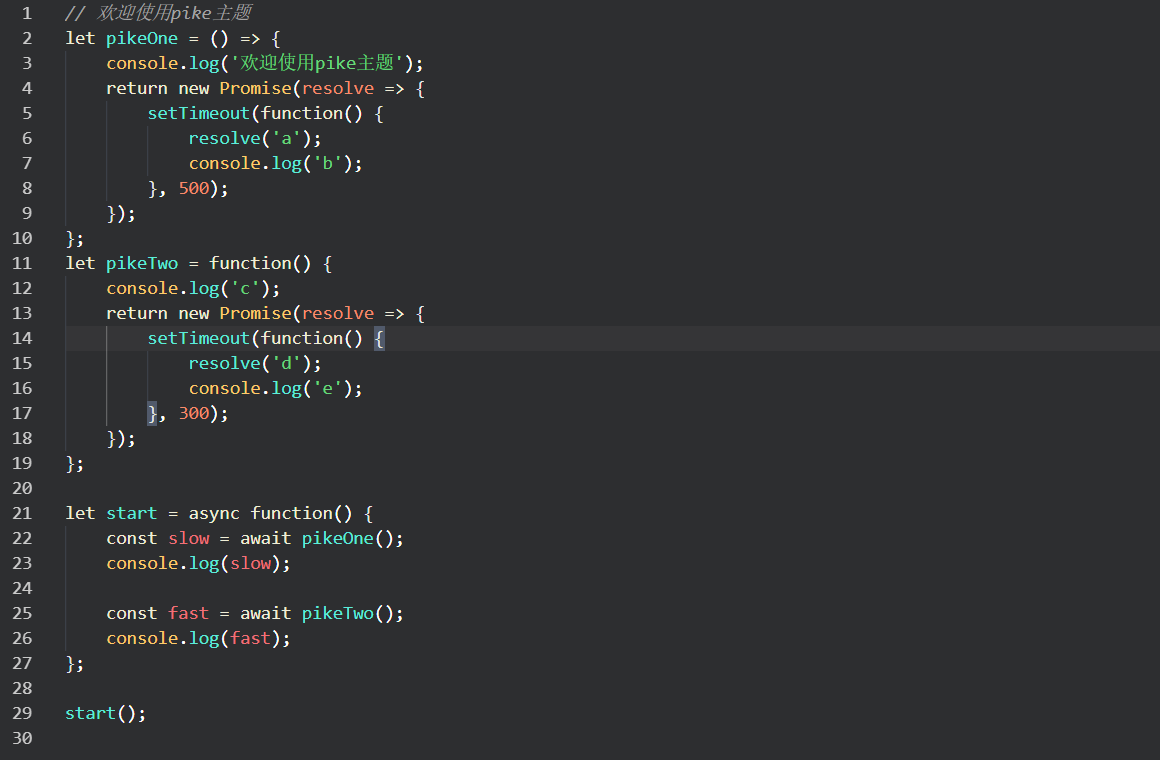 1 // 欢迎使用pike主题
2 let pikeOne = () => {
3     console.log('欢迎使用pike主题');
4     return new Promise(resolve => {
5         setTimeout(function() {
6             resolve('a');
7             console.log('b');
8         }, 500);
9     });
10 };
11 let pikeTwo = function() {
12     console.log('c');
13     return new Promise(resolve => {
14         setTimeout(function() {
15             resolve('d');
16             console.log('e');
17         }, 300);
18     });
19 };
20
21 let start = async function() {
22     const slow = await pikeOne();
23     console.log(slow);
24
25     const fast = await pikeTwo();
26     console.log(fast);
27 };
28
29 start();
30